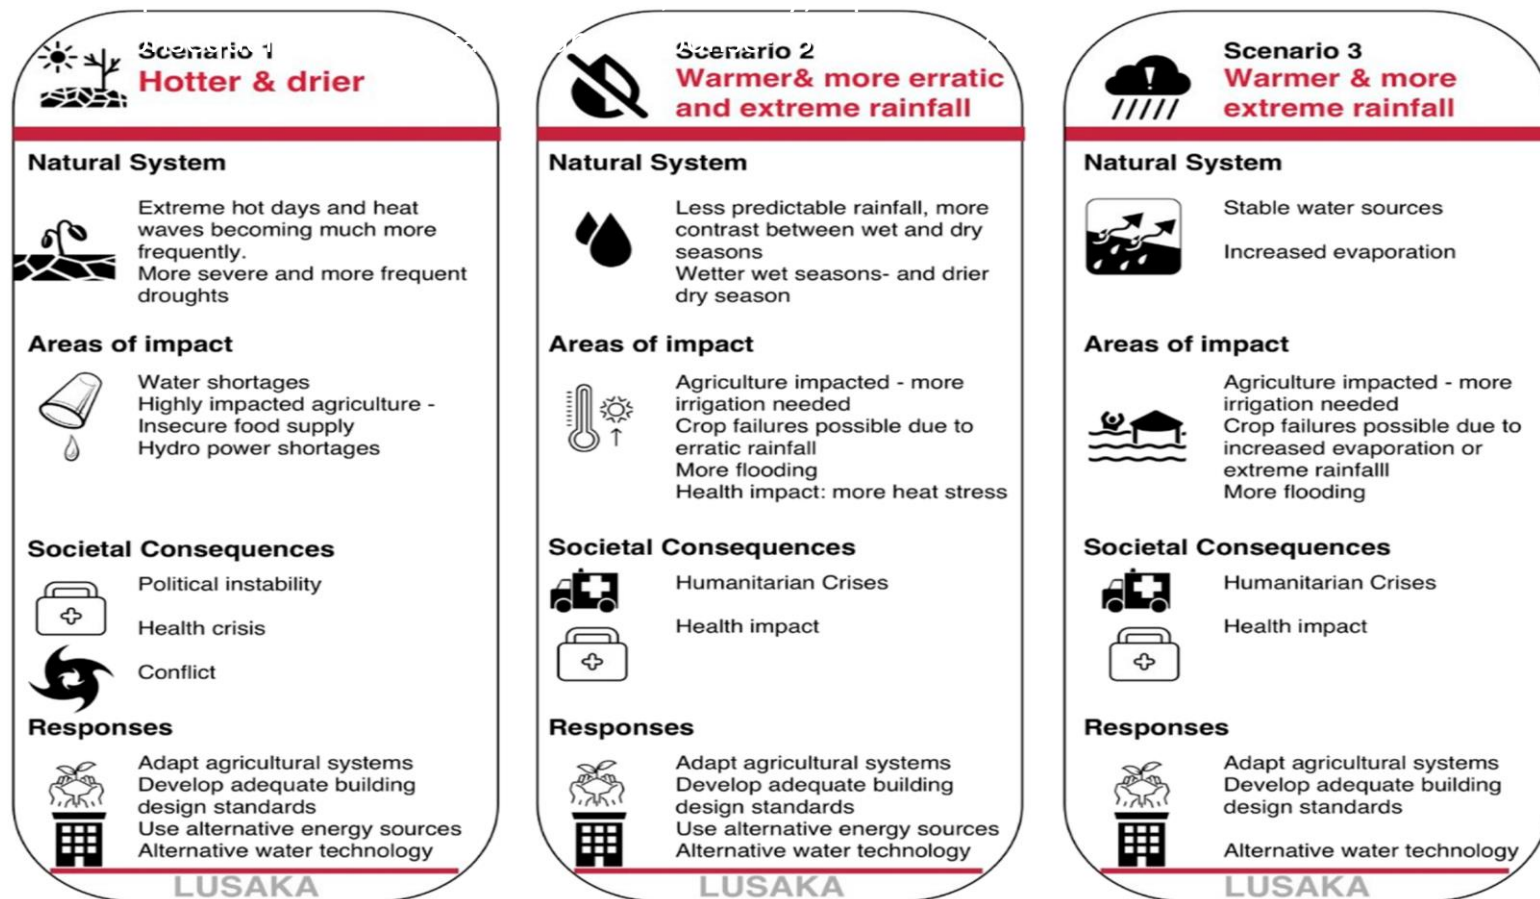 Scenario 1
Hotter & drier
Natural System
Extreme hot days and heat
waves becoming much more
frequently.
More severe and more frequent
droughts
Areas of impact
Water shortages
Highly impacted agriculture -
Insecure food supply
Hydro power shortages
Societal Consequences
Political instability
Health crisis
Conflict
Responses
Adapt agricultural systems
Develop adequate building
design standards
Use alternative energy sources
Alternative water technology
LUSAKA
Scenario 2
Warmer& more erratic
and extreme rainfall
Natural System
Less predictable rainfall, more
contrast between wet and dry
seasons
Wetter wet seasons- and drier
dry season
Areas of impact
Agriculture impacted - more
irrigation needed
Crop failures possible due to
erratic rainfall
More flooding
Health impact: more heat stress
Societal Consequences
Humanitarian Crises
Health impact
Responses
Adapt agricultural systems
Develop adequate building
design standards
Use alternative energy sources
Alternative water technology
LUSAKA
Scenario 3
Warmer & more
extreme rainfall
Natural System
Stable water sources
Increased evaporation
Areas of impact
Agriculture impacted - more
irrigation needed
Crop failures possible due to
increased evaporation or
extreme rainfalll
More flooding
Societal Consequences
Humanitarian Crises
Health impact
Responses
Adapt agricultural systems
Develop adequate building
design standards
Alternative water technology
LUSAKA